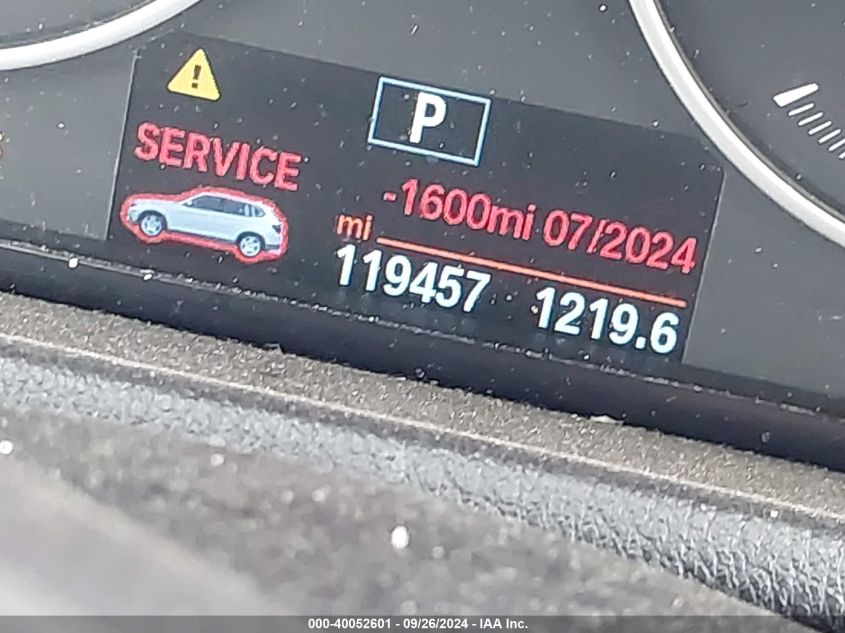 P
SERVICE
-1600mi 07/2024
mi
119457 1219.6
000-40052601 - 09/26/2024 - IAA Inc.